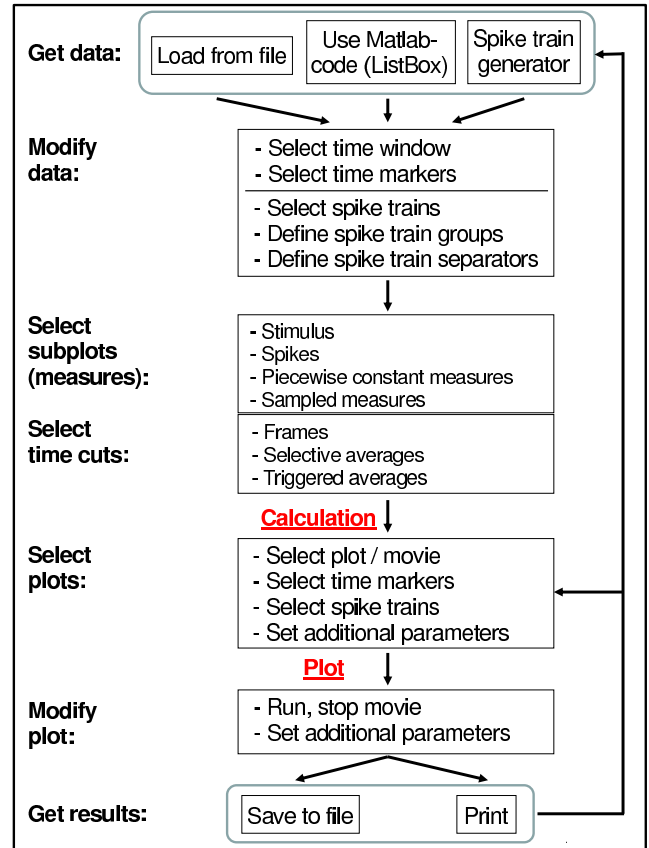 Get data:
Load from file
Use Matlab-
code (ListBox)
Spike train
generator
Modify
data:
- Select time window
- Select time markers
- Select spike trains
- Define spike train groups
- Define spike train separators
Select
subplots
(measures):
- Stimulus
- Spikes
- Piecewise constant measures
- Sampled measures
Select
time cuts:
- Frames
- Selective averages
- Triggered averages
Calculation
Select
plots:
- Select plot / movie
- Select time markers
- Select spike trains
- Set additional parameters
Plot
Modify
plot:
- Run, stop movie
- Set additional parameters
Get results:
Save to file
Print